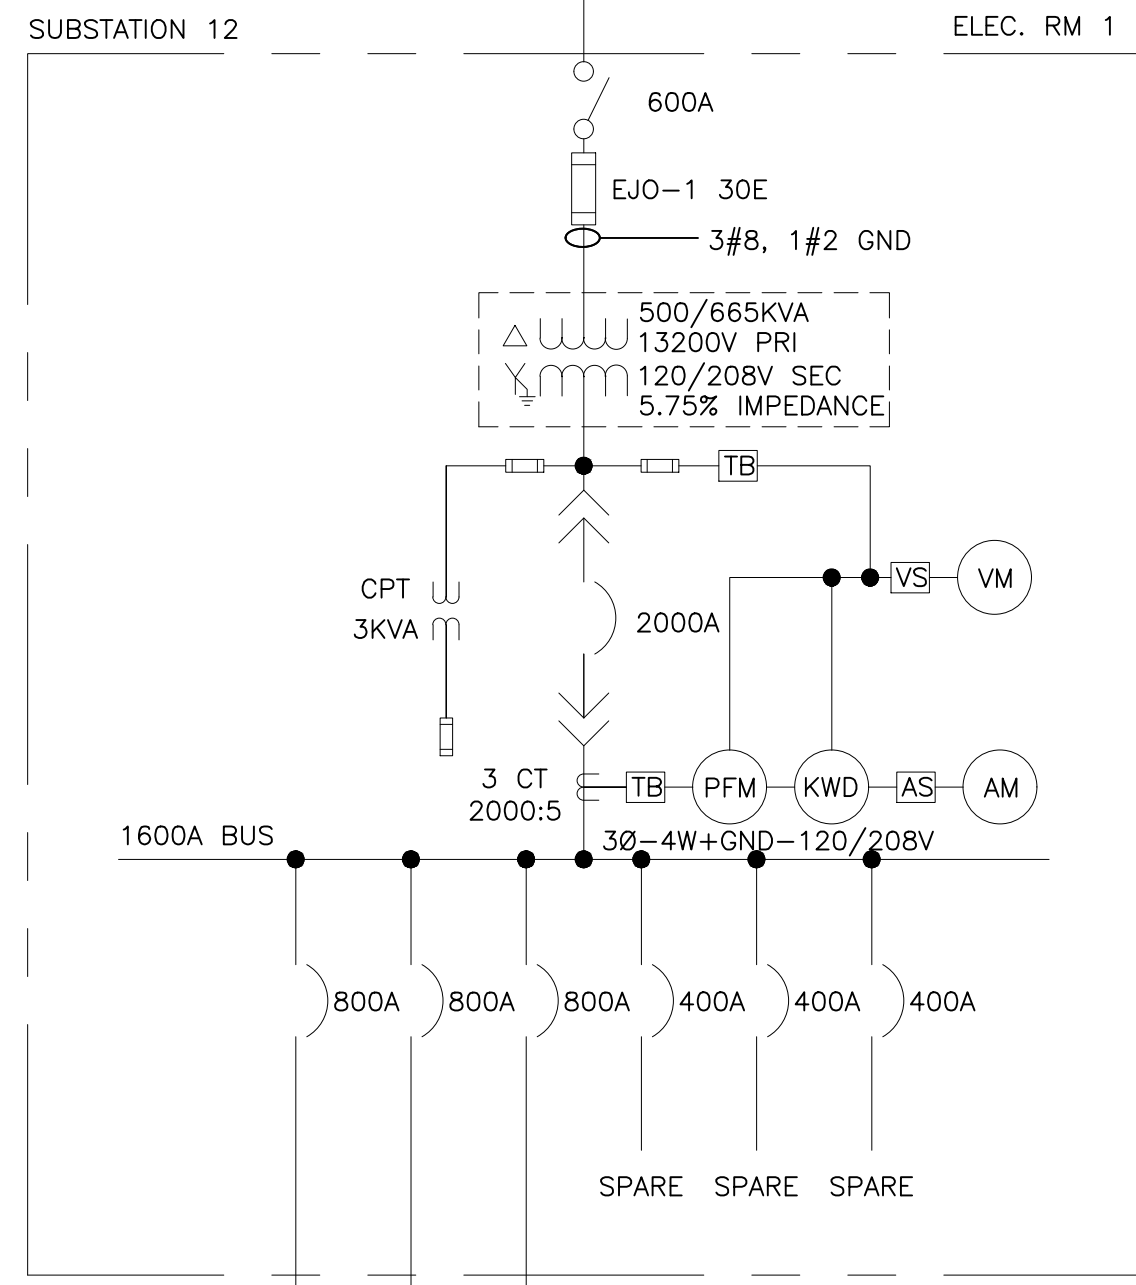 SUBSTATION 12
ELEC. RM 1
600A
EJO-1 30E
3#8, 1#2 GND
500/665KVA
13200V PRI
120/208V SEC
5.75% IMPEDANCE
TB
VS
VM
CPT
3KVA
2000A
3 CT
2000:5
TB
PFM
KWD
AS
AM
1600A BUS
3Ø-4W+GND-120/208V
800A
800A
800A
400A
400A
400A
SPARE
SPARE
SPARE